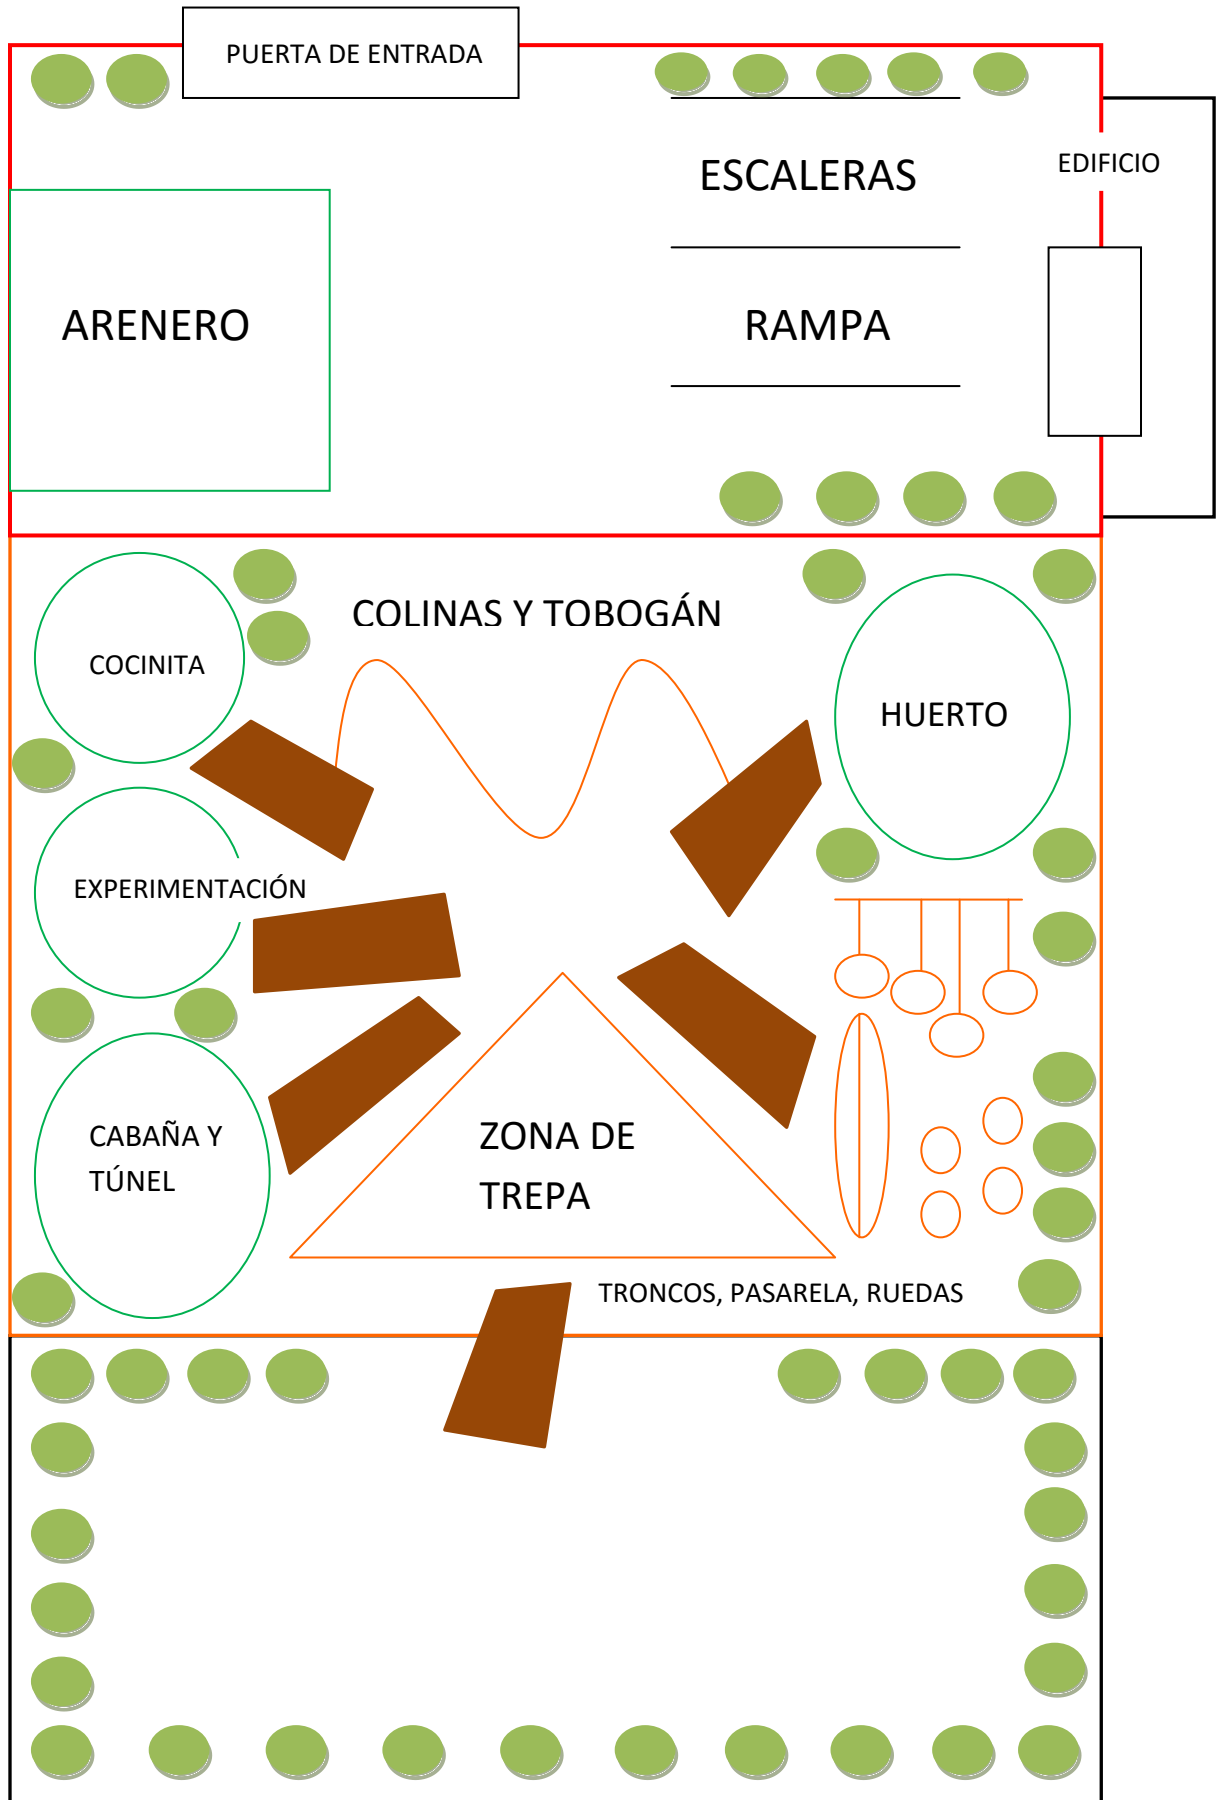 PUERTA DE ENTRADA
ESCALERAS
EDIFICIO
ARENERO
RAMPA
COLINAS Y TOBOGÁN
COCINITA
HUERTO
EXPERIMENTACIÓN
CABAÑA Y
TÚNEL
ZONA DE
TREPA
TRONCOS, PASARELA, RUEDAS